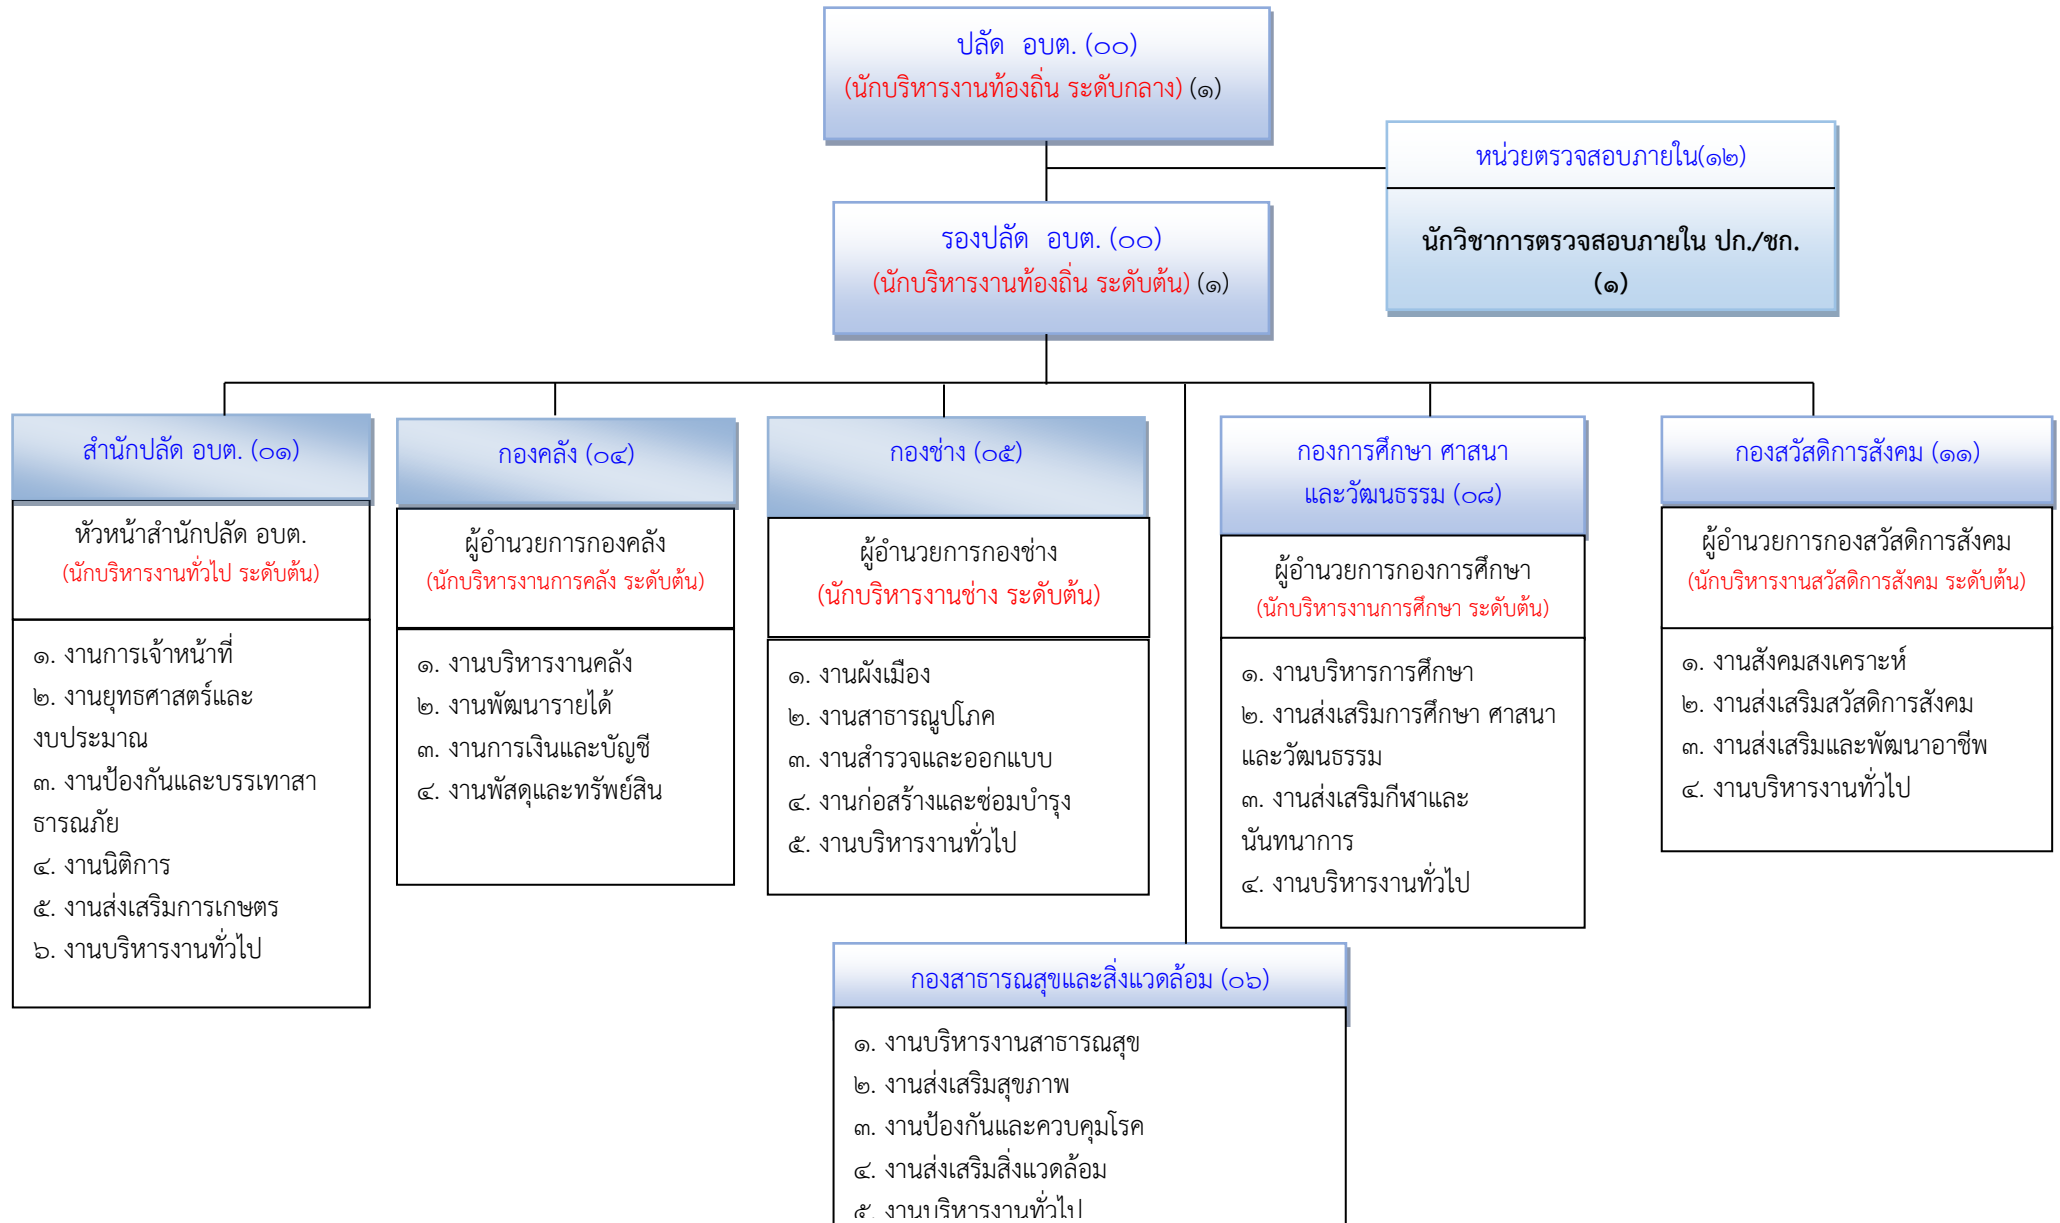 ปลัด อบต. (๐๐)
(นักบริหารงานท้องถิ่น ระดับกลาง) (๑)
หน่วยตรวจสอบภายใน(๑๒)
นักวิชาการตรวจสอบภายใน ปก./ชก.
(๑)
รองปลัด อบต. (๐๐)
(นักบริหารงานท้องถิ่น ระดับต้น) (๑)
สำนักปลัด อบต. (๐๑)
หัวหน้าสำนักปลัด อบต.
(นักบริหารงานทั่วไป ระดับต้น)
๑. งานการเจ้าหน้าที่
๒. งานยุทธศาสตร์และ
งบประมาณ
๓. งานป้องกันและบรรเทาสา
ธารณภัย
๔. งานนิติการ
๕. งานส่งเสริมการเกษตร
๖. งานบริหารงานทั่วไป
กองคลัง (๐๔)
ผู้อำนวยการกองคลัง
(นักบริหารงานการคลัง ระดับต้น)
๑. งานบริหารงานคลัง
๒. งานพัฒนารายได้
๓. งานการเงินและบัญชี
๔. งานพัสดุและทรัพย์สิน
กองช่าง (๐๕)
ผู้อำนวยการกองช่าง
(นักบริหารงานช่าง ระดับต้น)
๑. งานผังเมือง
๒. งานสาธารณูปโภค
๓. งานสำรวจและออกแบบ
๔. งานก่อสร้างและซ่อมบำรุง
๕. งานบริหารงานทั่วไป
กองการศึกษา ศาสนา
และวัฒนธรรม (๐๘)
ผู้อำนวยการกองการศึกษา
(นักบริหารงานการศึกษา ระดับต้น)
๑. งานบริหารการศึกษา
๒. งานส่งเสริมการศึกษา ศาสนา
และวัฒนธรรม
๓. งานส่งเสริมกีฬาและ
นันทนาการ
๔. งานบริหารงานทั่วไป
กองสวัสดิการสังคม (๑๑)
ผู้อำนวยการกองสวัสดิการสังคม
(นักบริหารงานสวัสดิการสังคม ระดับต้น)
๑. งานสังคมสงเคราะห์
๒. งานส่งเสริมสวัสดิการสังคม
๓. งานส่งเสริมและพัฒนาอาชีพ
๔. งานบริหารงานทั่วไป
กองสาธารณสุขและสิ่งแวดล้อม (๐๖)
๑. งานบริหารงานสาธารณสุข
๒. งานส่งเสริมสุขภาพ
๓. งานป้องกันและควบคุมโรค
๔. งานส่งเสริมสิ่งแวดล้อม
๕. งานบริหารงานทั่วไป